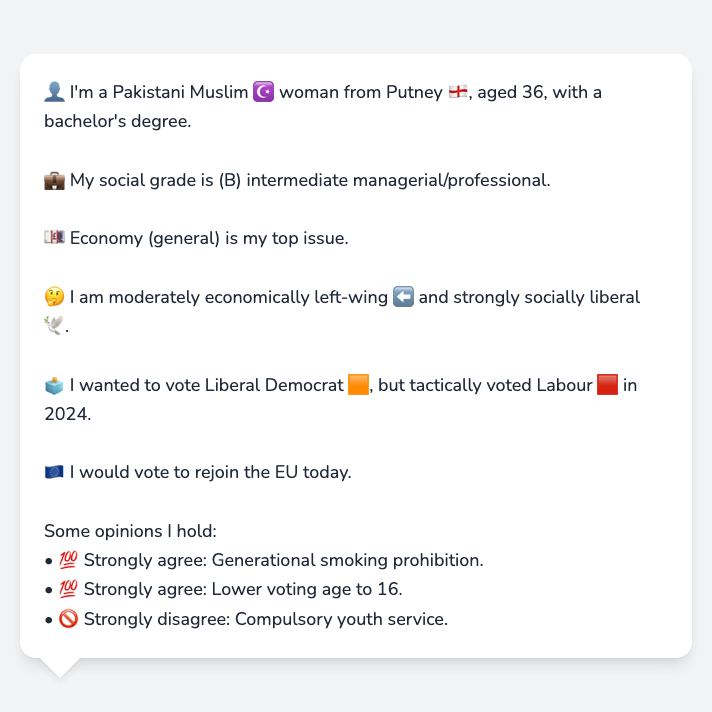 👤 I'm a Pakistani Muslim ☪️ woman from Putney 🏴󠁧󠁢󠁥󠁮󠁧󠁿, aged 36, with a
bachelor's degree.
💼 My social grade is (B) intermediate managerial/professional.
💷 Economy (general) is my top issue.
🤔 I am moderately economically left-wing ⬅️ and strongly socially liberal
🕊️.
🗳️ I wanted to vote Liberal Democrat 🟧, but tactically voted Labour 🟥 in
2024.
🇪🇺 I would vote to rejoin the EU today.
Some opinions I hold:
• 💯 Strongly agree: Generational smoking prohibition.
• 💯 Strongly agree: Lower voting age to 16.
• 🚫 Strongly disagree: Compulsory youth service.